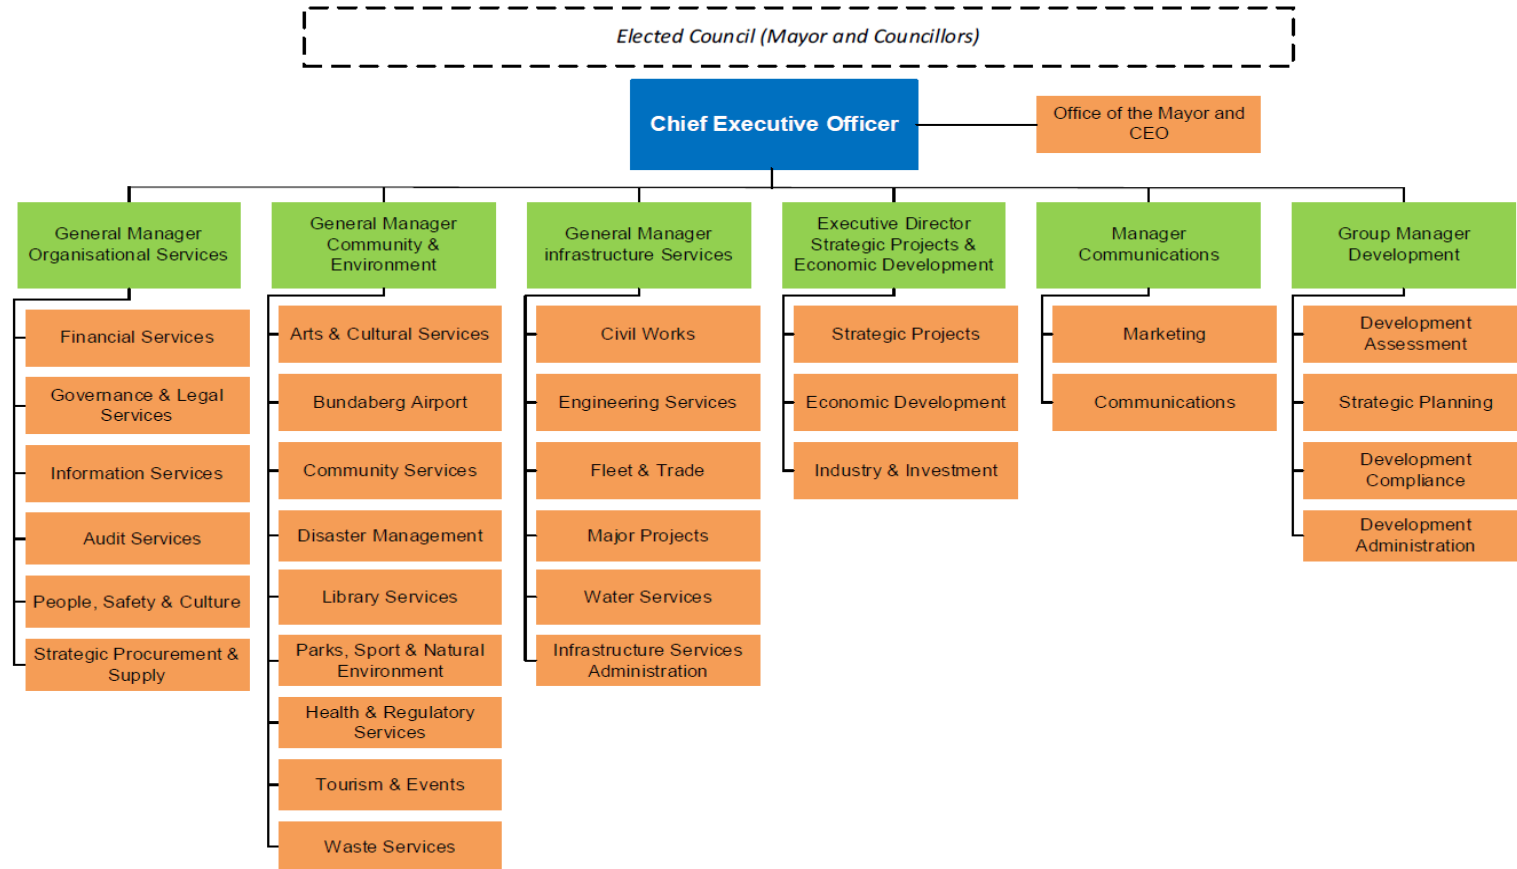 Elected Council (Mayor and Councillors)
Chief Executive Officer
Office of the Mayor and
CEO
General Manager
Organisational Services
Financial Services
Governance & Legal
Services
Information Services
Audit Services
People, Safety & Culture
Strategic Procurement &
Supply
General Manager
Community &
Environment
Arts & Cultural Services
Bundaberg Airport
Community Services
Disaster Management
Library Services
Parks, Sport & Natural
Environment
Health & Regulatory
Services
Tourism & Events
Waste Services
General Manager
infrastructure Services
Civil Works
Engineering Services
Fleet & Trade
Major Projects
Water Services
Infrastructure Services
Administration
Executive Director
Strategic Projects &
Economic Development
Strategic Projects
Economic Development
Industry & Investment
Manager
Communications
Marketing
Communications
Group Manager
Development
Development
Assessment
Strategic Planning
Development
Compliance
Development
Administration